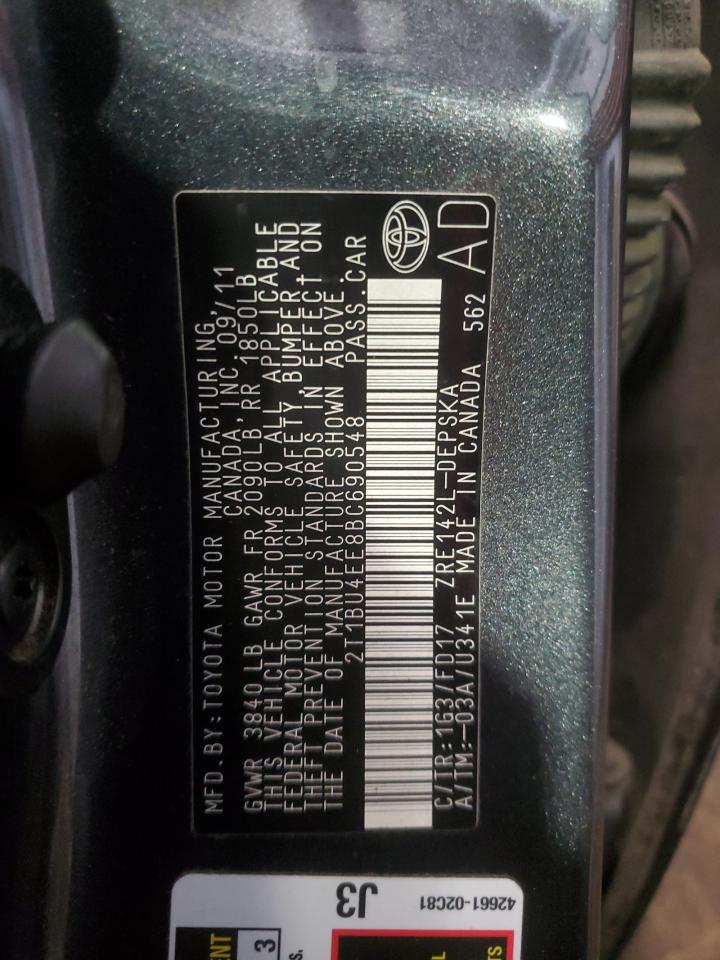 MFD.BY:TOYOTA MOTOR MANUFACTURING,
CANADA, INC. 09/11
GVWR 3840 LB GAWR FR 2090LB, RR 1850LB
THIS VEHICLE CONFORMS TO ALL APPLICABLE
FEDERAL MOTOR VEHICLE SAFETY, BUMPER, AND
THEFT PREVENTION STANDARDS IN EFFECT ON
THE DATE OF MANUFACTURE SHOWN ABOVE.
2T1BU4EE8BC690548 PASS.CAR
C/TR:1G3/FD17 ZRE142L-DEPSKA
A/TM:-03A/U341E MADE IN CANADA 562
AD
J3
42661-02C81
3